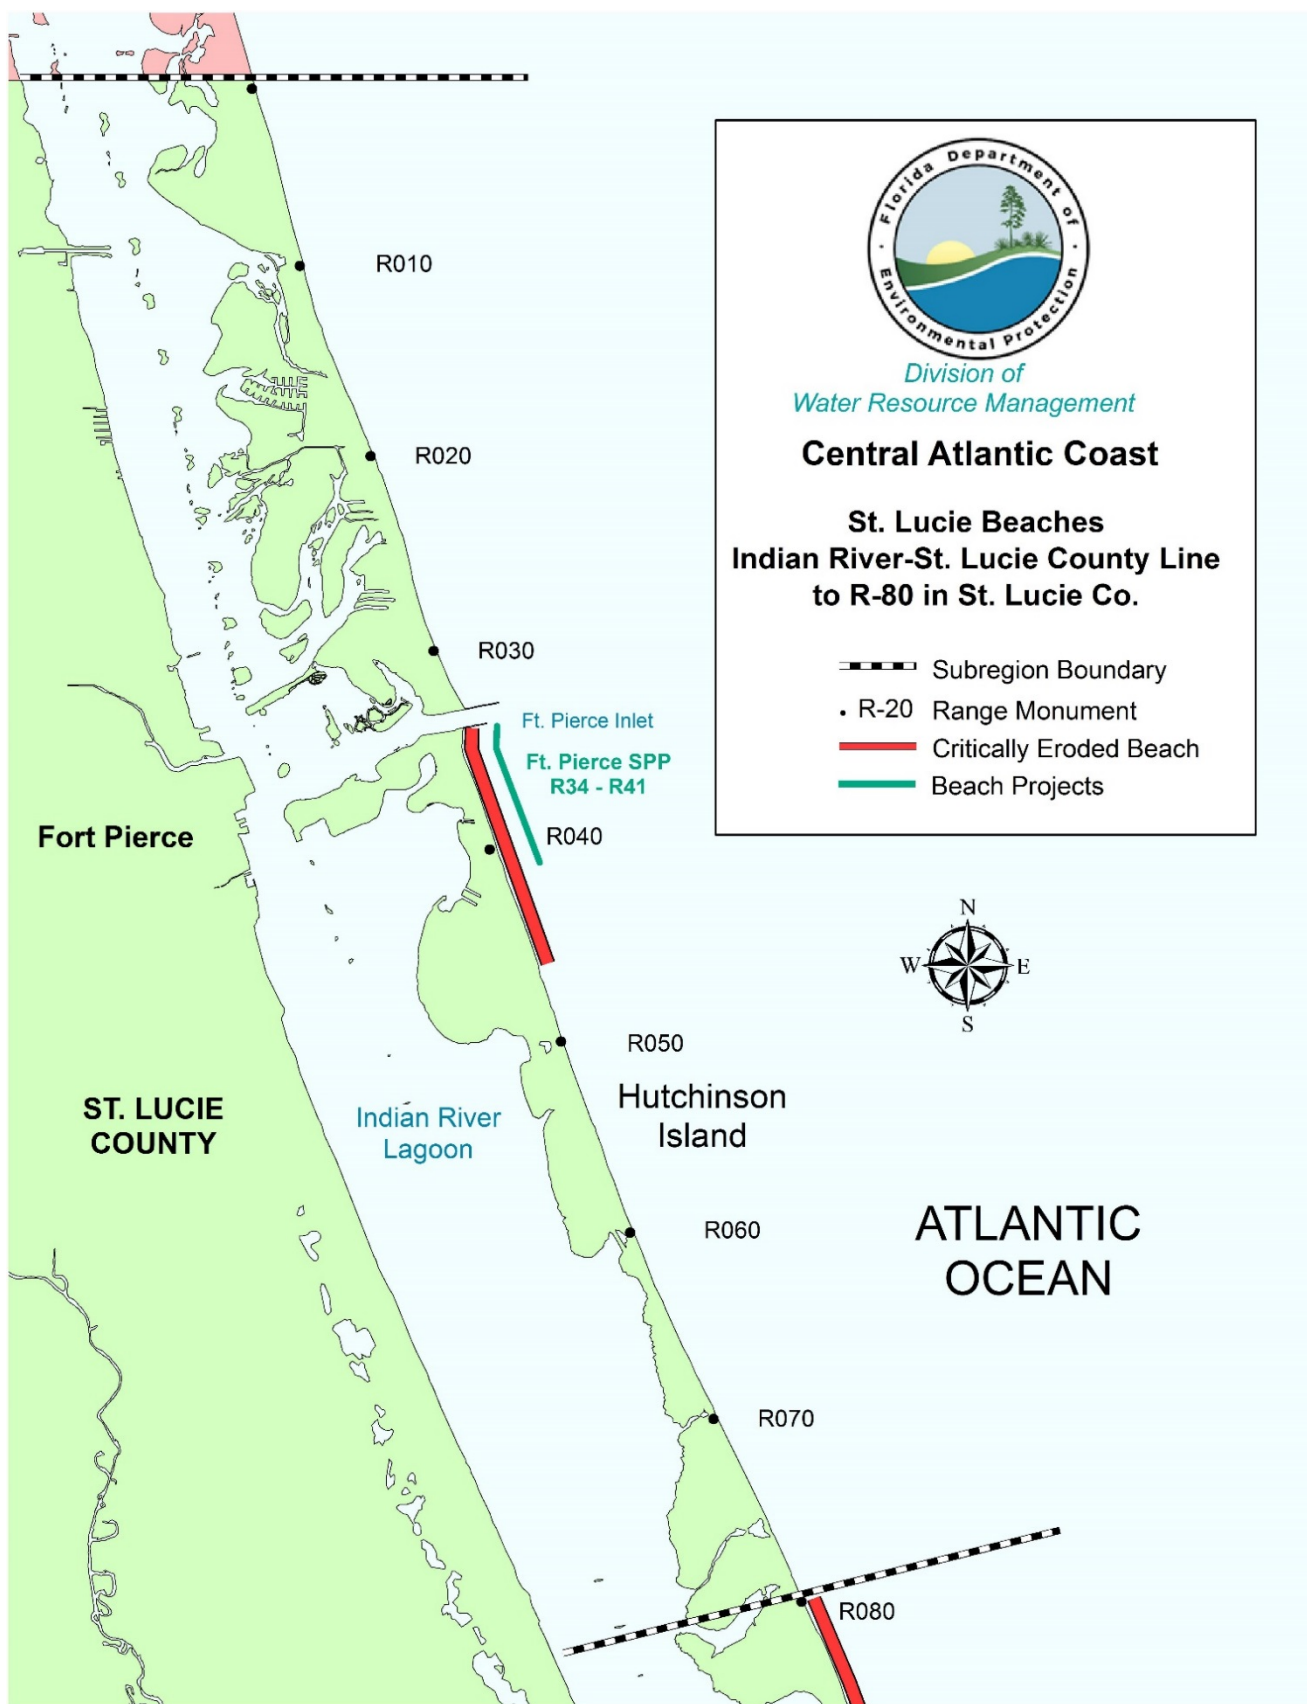 Florida Department of
Environmental Protection
Division of
Water Resource Management
Central Atlantic Coast
St. Lucie Beaches
Indian River-St. Lucie County Line
to R-80 in St. Lucie Co.
Subregion Boundary
R-20 Range Monument
Critically Eroded Beach
Beach Projects
R010
R020
R030
Ft. Pierce Inlet
Ft. Pierce SPP
R34 - R41
R040
Fort Pierce
N
W E
S
R050
Hutchinson
Island
ST. LUCIE
COUNTY
Indian River
Lagoon
R060
ATLANTIC
OCEAN
R070
R080